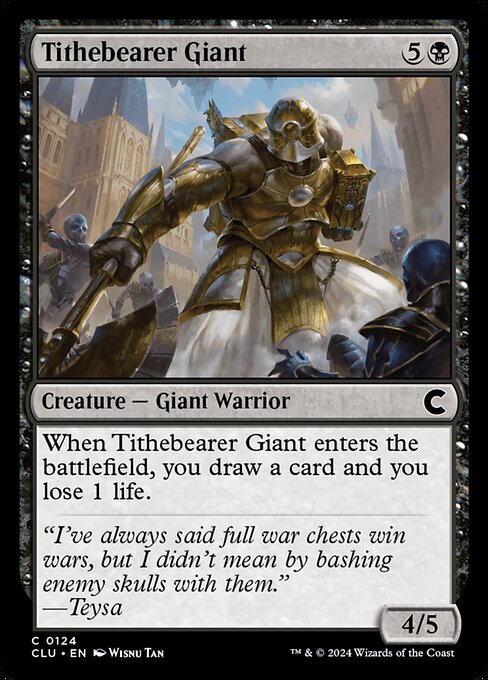 Tithebearer Giant 5
Creature — Giant Warrior
When Tithebearer Giant enters the
battlefield, you draw a card and you
lose 1 life.
“I’ve always said full war chests win
wars, but I didn’t mean by bashing
enemy skulls with them.”
—Teysa
4/5
C 0124
CLU • EN Wisnu Tan
™ & © 2024 Wizards of the Coast